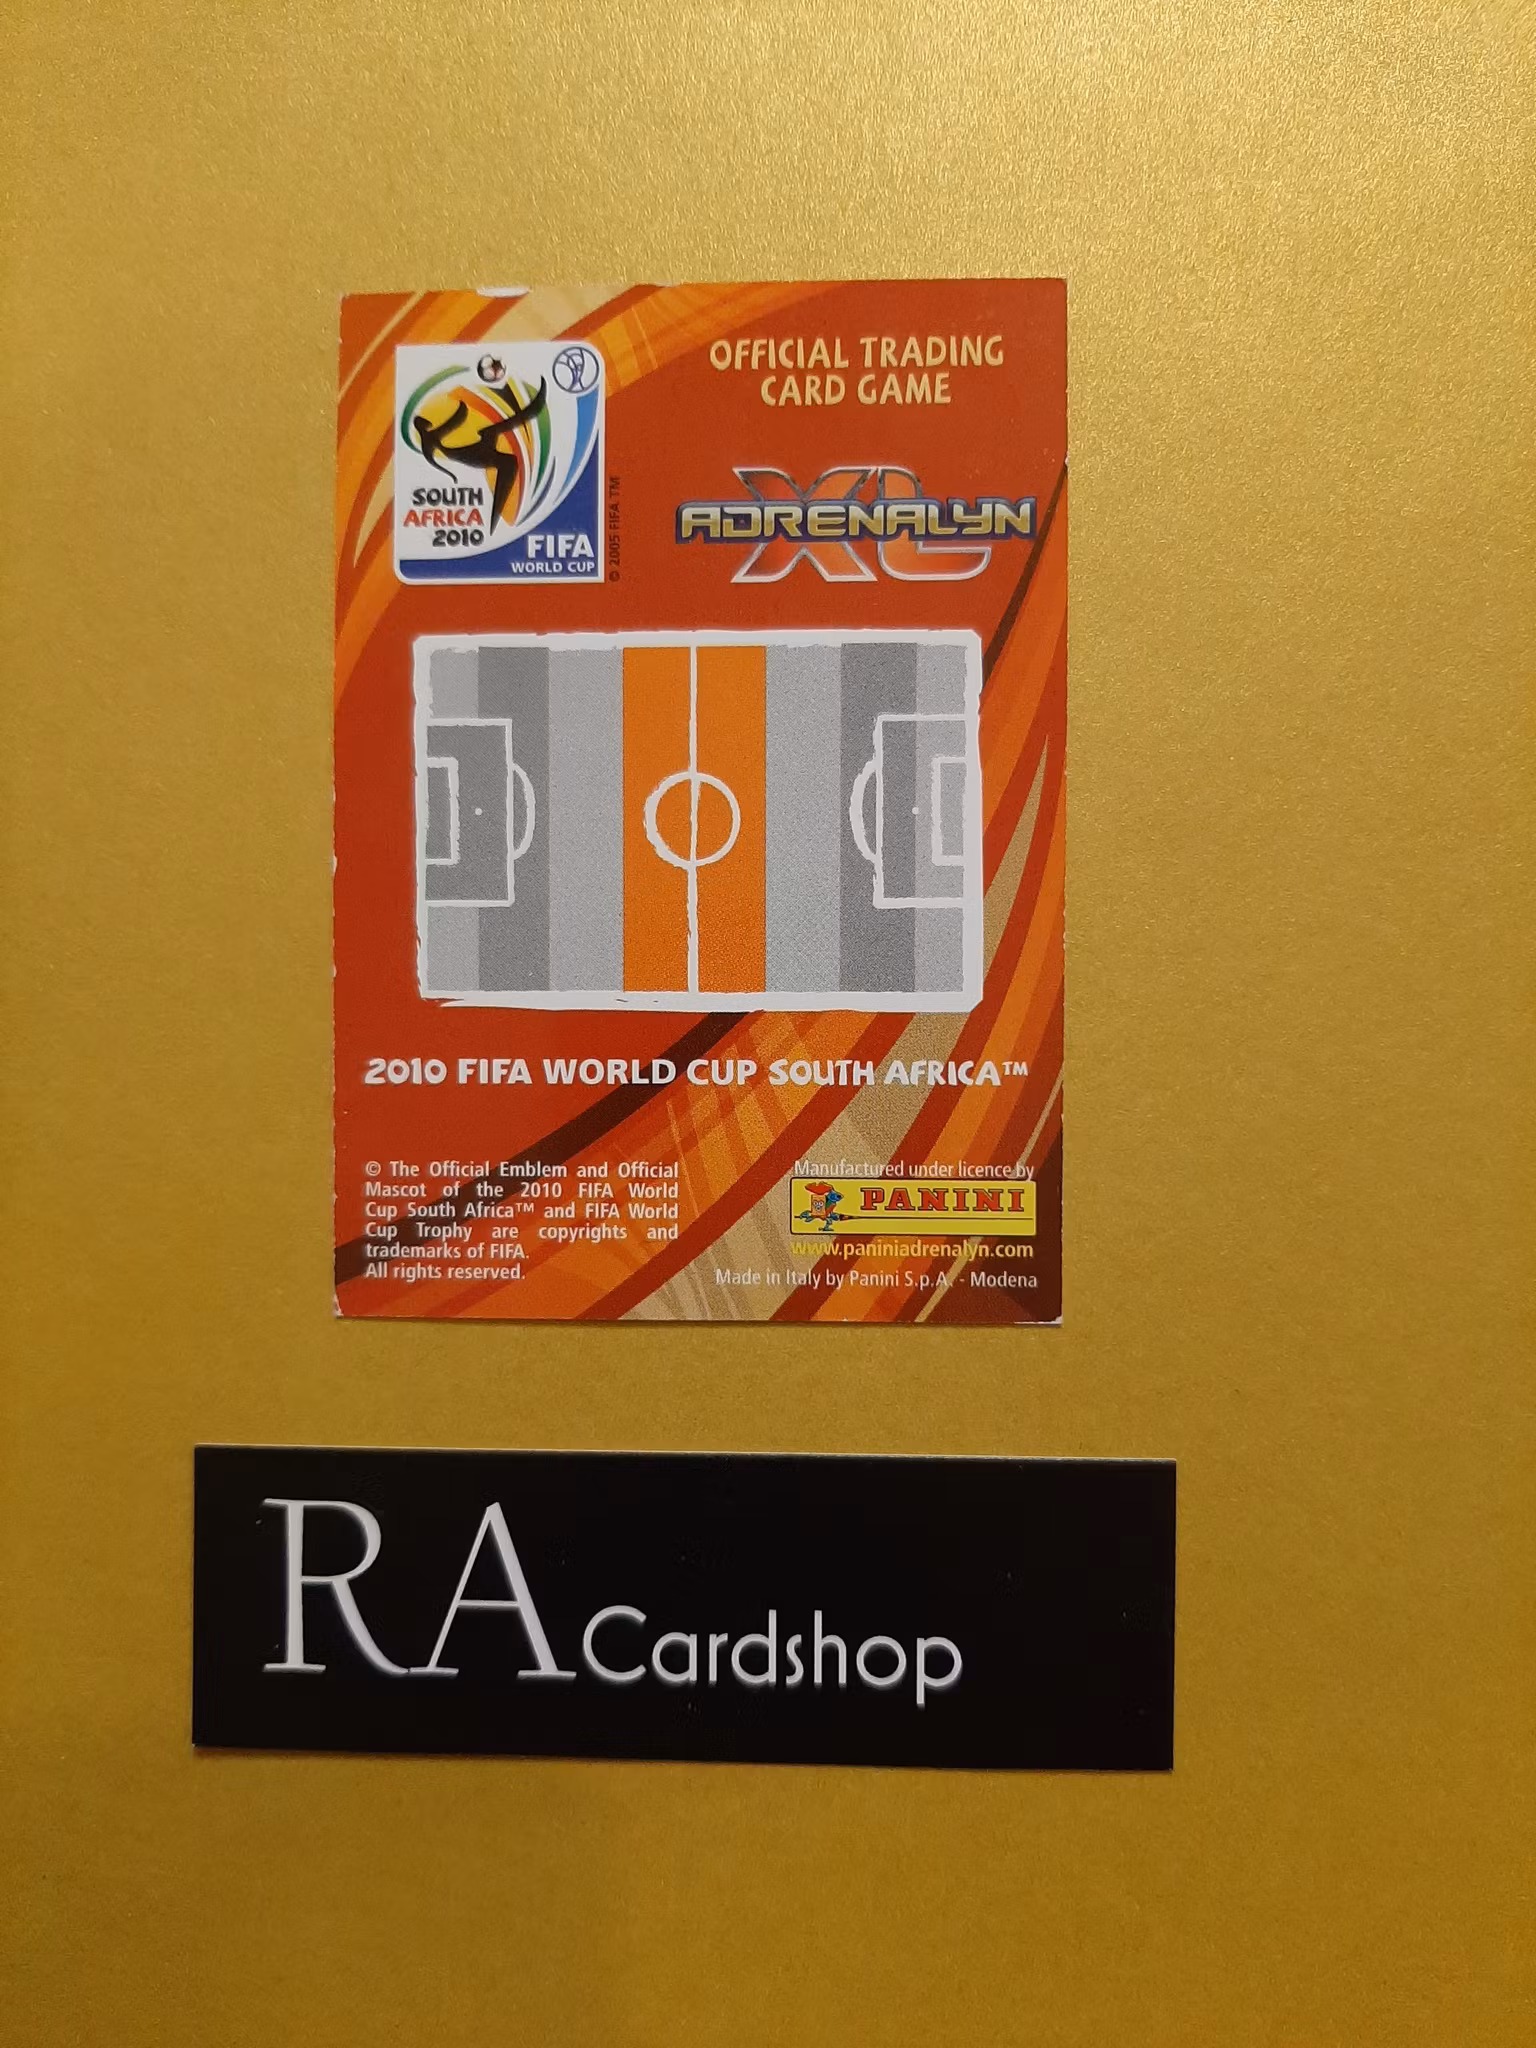 OFFICIAL TRADING
CARD GAME
SOUTH
AFRICA
2010
FIFA
WORLD CUP
© 2005 FIFA TM
ADRENALYN
XL
2010 FIFA WORLD CUP SOUTH AFRICA™
© The Official Emblem and Official
Mascot of the 2010 FIFA World
Cup South Africa™ and FIFA World
Cup Trophy are copyrights and
trademarks of FIFA.
All rights reserved.
Manufactured under licence by
PANINI
www.paniniadrenalyn.com
Made in Italy by Panini S.p.A. - Modena
RA Cardshop